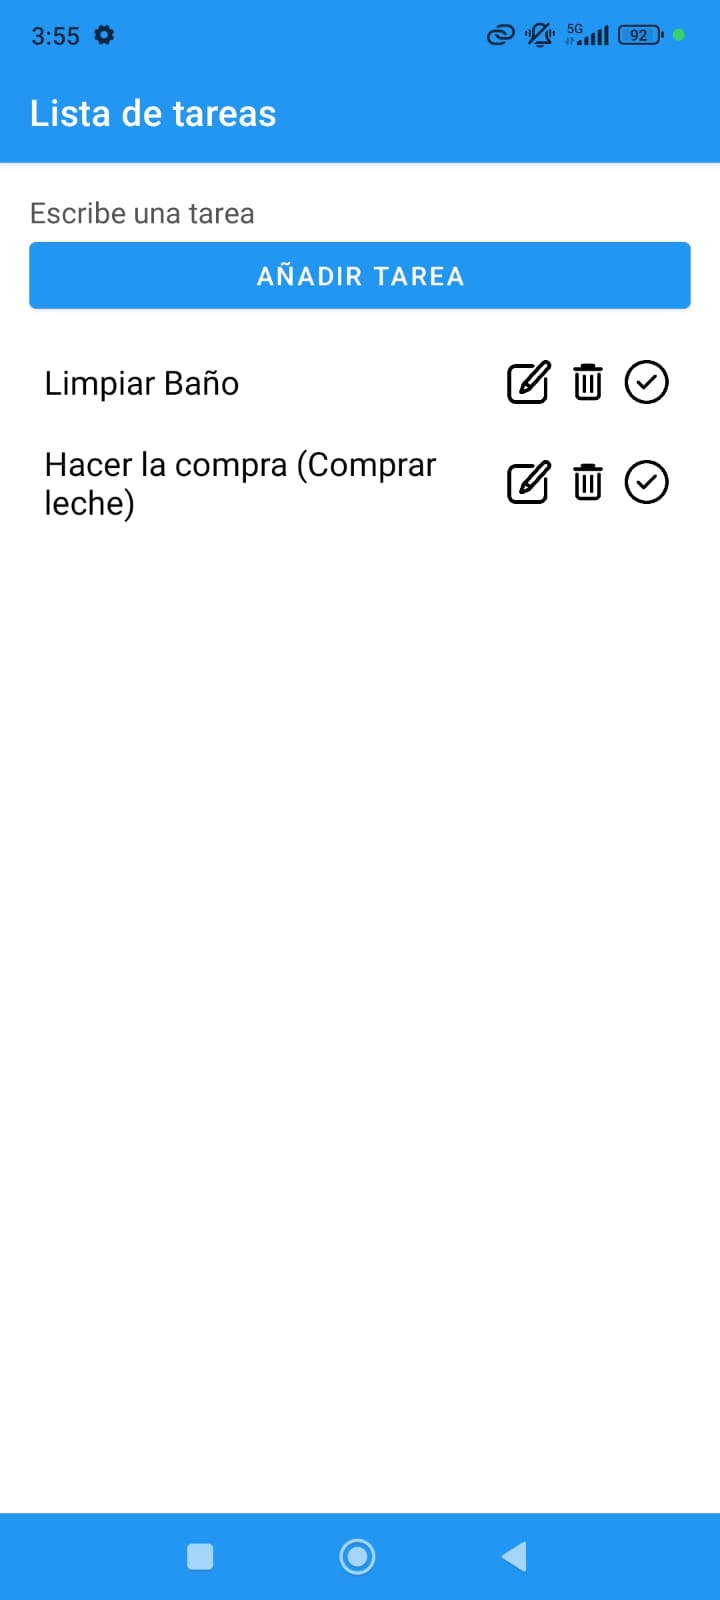 3:55
5G
92
Lista de tareas
Escribe una tarea
AÑADIR TAREA
Limpiar Baño
Hacer la compra (Comprar
leche)